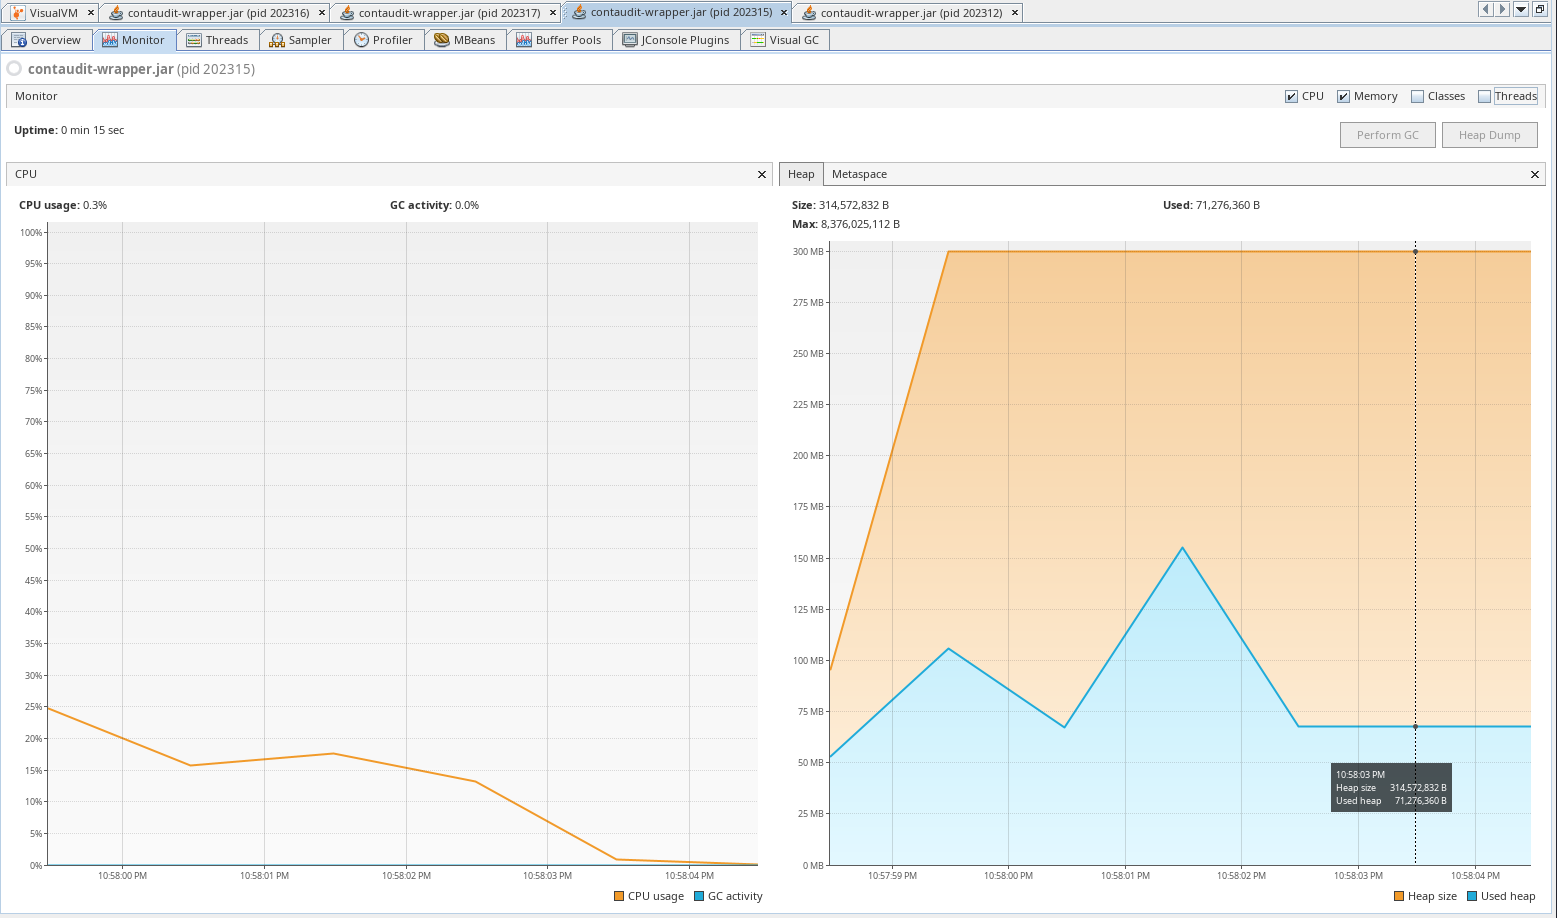 VisualVM contaudit-wrapper.jar (pid 202316) contaudit-wrapper.jar (pid 202317) contaudit-wrapper.jar (pid 202315) contaudit-wrapper.jar (pid 202312)
Overview Monitor Threads Sampler Profiler MBeans Buffer Pools JConsole Plugins Visual GC
contaudit-wrapper.jar (pid 202315)
Monitor CPU Memory Classes Threads
Uptime: 0 min 15 sec
Perform GC Heap Dump
CPU
CPU usage: 0.3% GC activity: 0.0%
100%
95%
90%
85%
80%
75%
70%
65%
60%
55%
50%
45%
40%
35%
30%
25%
20%
15%
10%
5%
0%
10:58:00 PM 10:58:01 PM 10:58:02 PM 10:58:03 PM 10:58:04 PM
CPU usage GC activity
Heap Metaspace
Size: 314,572,832 B Used: 71,276,360 B
Max: 8,376,025,112 B
300 MB
275 MB
250 MB
225 MB
200 MB
175 MB
150 MB
125 MB
100 MB
75 MB
50 MB
25 MB
0 MB
10:58:03 PM
Heap size 314,572,832 B
Used heap 71,276,360 B
10:57:59 PM 10:58:00 PM 10:58:01 PM 10:58:02 PM 10:58:03 PM 10:58:04 PM
Heap size Used heap